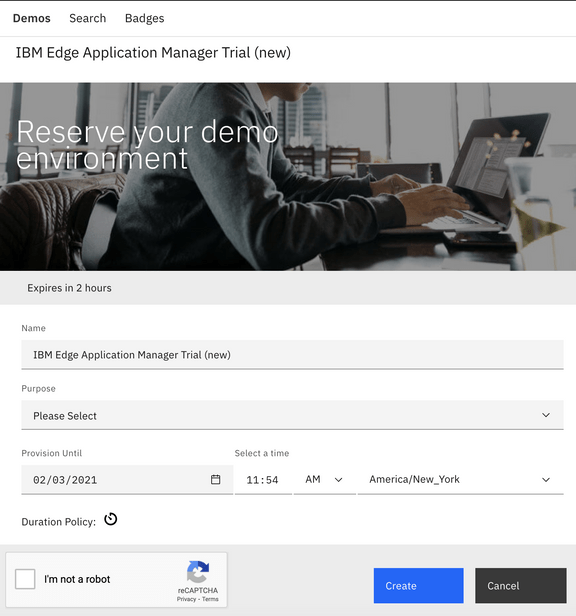 Demos Search Badges
IBM Edge Application Manager Trial (new)
Reserve your demo
environment
Expires in 2 hours
Name
IBM Edge Application Manager Trial (new)
Purpose
Please Select
Provision Until Select a time
02/03/2021 11:54 AM America/New_York
Duration Policy:
I'm not a robot
reCAPTCHA
Privacy - Terms
Create Cancel